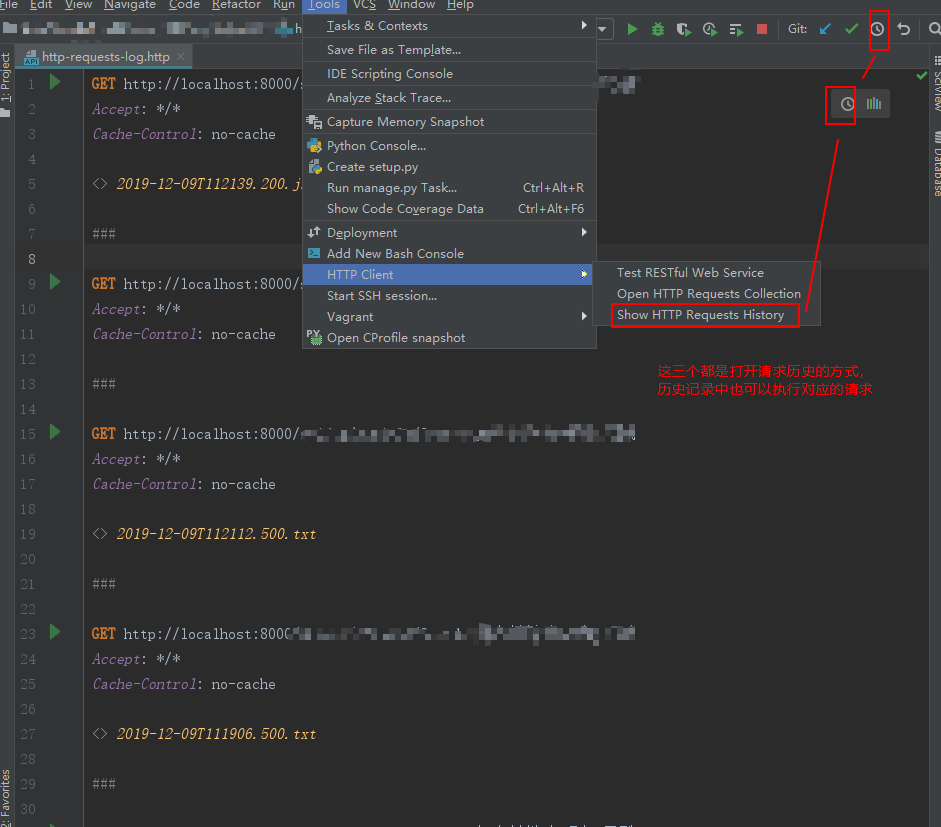 File Edit View Navigate Code Refactor Run Tools VCS Window Help
Git:
http-requests-log.http
1: Project
SciView
Database
2: Favorites
Tasks & Contexts
Save File as Template...
IDE Scripting Console
Analyze Stack Trace...
Capture Memory Snapshot
Python Console...
Create setup.py
Run manage.py Task... Ctrl+Alt+R
Show Code Coverage Data Ctrl+Alt+F6
Deployment
Add New Bash Console
HTTP Client
Start SSH session...
Vagrant
Open CProfile snapshot
Test RESTful Web Service
Open HTTP Requests Collection
Show HTTP Requests History
这三个都是打开请求历史的方式，
历史记录中也可以执行对应的请求
1 GET http://localhost:8000/
2 Accept: */*
3 Cache-Control: no-cache
4
5 <> 2019-12-09T112139.200.j
6
7 ###
8
9 GET http://localhost:8000/
10 Accept: */*
11 Cache-Control: no-cache
12
13 ###
14
15 GET http://localhost:8000/
16 Accept: */*
17 Cache-Control: no-cache
18
19 <> 2019-12-09T112112.500.txt
20
21 ###
22
23 GET http://localhost:8000
24 Accept: */*
25 Cache-Control: no-cache
26
27 <> 2019-12-09T111906.500.txt
28
29 ###
30